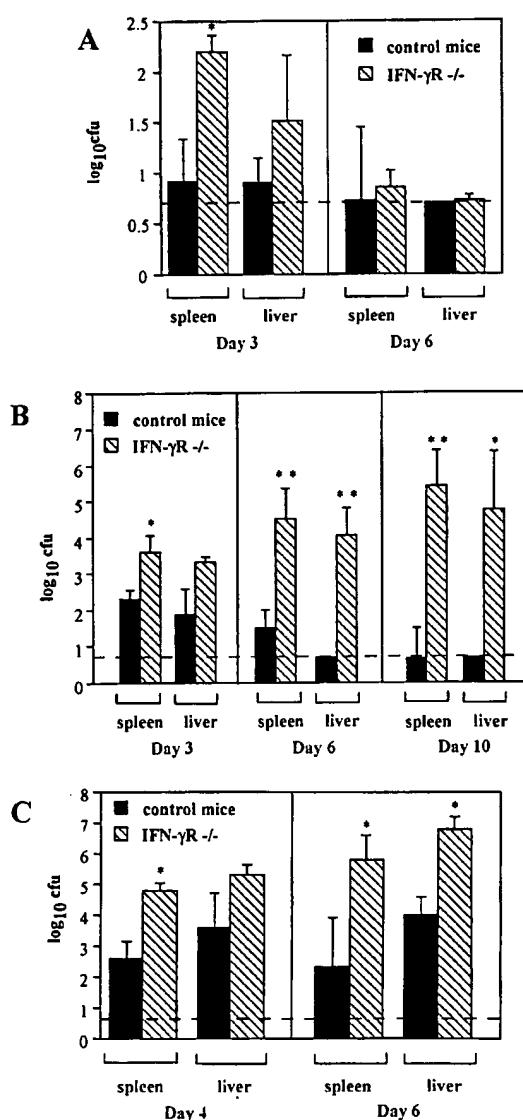 A
log10cfu
2.5
2
1.5
1
0.5
0
*
control mice
IFN-γR -/-
spleen liver spleen liver
Day 3 Day 6
B
log10 cfu
8
7
6
5
4
3
2
1
0
control mice
IFN-γR -/-
*
* *
* *
* *
*
spleen liver spleen liver spleen liver
Day 3 Day 6 Day 10
C
log10 cfu
8
7
6
5
4
3
2
1
0
control mice
IFN-γR -/-
*
*
*
spleen liver spleen liver
Day 4 Day 6